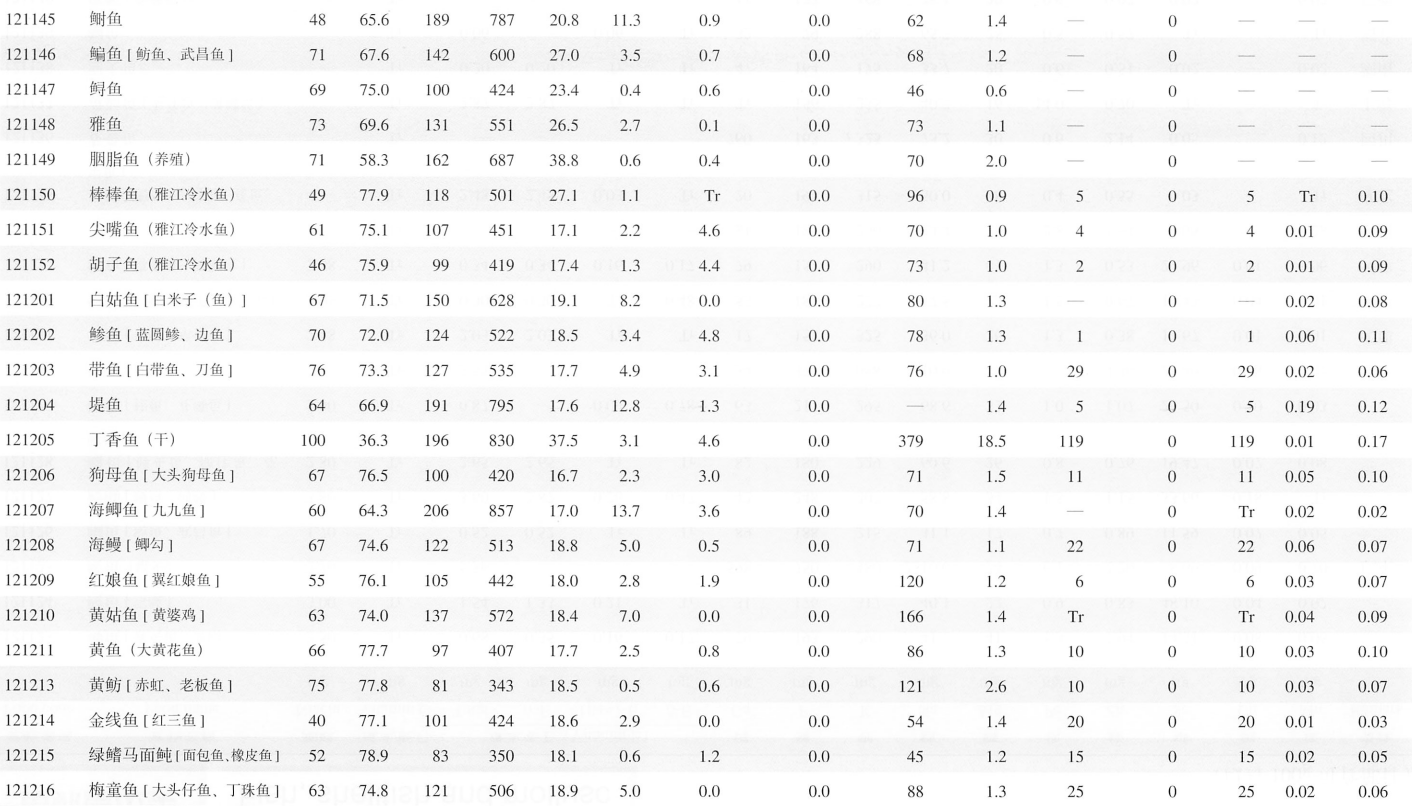 121145 鲥鱼 48 65.6 189 787 20.8 11.3 0.9 0.0 62 1.4 — 0 — — —
121146 鳊鱼 [ 鲂鱼、武昌鱼 ] 71 67.6 142 600 27.0 3.5 0.7 0.0 68 1.2 — 0 — — —
121147 鲟鱼 69 75.0 100 424 23.4 0.4 0.6 0.0 46 0.6 — 0 — — —
121148 雅鱼 73 69.6 131 551 26.5 2.7 0.1 0.0 73 1.1 — 0 — — —
121149 胭脂鱼（养殖） 71 58.3 162 687 38.8 0.6 0.4 0.0 70 2.0 — 0 — — —
121150 棒棒鱼（雅江冷水鱼） 49 77.9 118 501 27.1 1.1 Tr 0.0 96 0.9 5 0 5 Tr 0.10
121151 尖嘴鱼（雅江冷水鱼） 61 75.1 107 451 17.1 2.2 4.6 0.0 70 1.0 4 0 4 0.01 0.09
121152 胡子鱼（雅江冷水鱼） 46 75.9 99 419 17.4 1.3 4.4 0.0 73 1.0 2 0 2 0.01 0.09
121201 白姑鱼 [ 白米子（鱼）] 67 71.5 150 628 19.1 8.2 0.0 0.0 80 1.3 — 0 — 0.02 0.08
121202 鲹鱼 [ 蓝圆鲹、边鱼 ] 70 72.0 124 522 18.5 3.4 4.8 0.0 78 1.3 1 0 1 0.06 0.11
121203 带鱼 [ 白带鱼、刀鱼 ] 76 73.3 127 535 17.7 4.9 3.1 0.0 76 1.0 29 0 29 0.02 0.06
121204 堤鱼 64 66.9 191 795 17.6 12.8 1.3 0.0 — 1.4 5 0 5 0.19 0.12
121205 丁香鱼（干） 100 36.3 196 830 37.5 3.1 4.6 0.0 379 18.5 119 0 119 0.01 0.17
121206 狗母鱼 [ 大头狗母鱼 ] 67 76.5 100 420 16.7 2.3 3.0 0.0 71 1.5 11 0 11 0.05 0.10
121207 海鲫鱼 [ 九九鱼 ] 60 64.3 206 857 17.0 13.7 3.6 0.0 70 1.4 — 0 Tr 0.02 0.02
121208 海鳗 [ 鲫勾 ] 67 74.6 122 513 18.8 5.0 0.5 0.0 71 1.1 22 0 22 0.06 0.07
121209 红娘鱼 [ 翼红娘鱼 ] 55 76.1 105 442 18.0 2.8 1.9 0.0 120 1.2 6 0 6 0.03 0.07
121210 黄姑鱼 [ 黄婆鸡 ] 63 74.0 137 572 18.4 7.0 0.0 0.0 166 1.4 Tr 0 Tr 0.04 0.09
121211 黄鱼（大黄花鱼） 66 77.7 97 407 17.7 2.5 0.8 0.0 86 1.3 10 0 10 0.03 0.10
121213 黄鲂 [ 赤虹、老板鱼 ] 75 77.8 81 343 18.5 0.5 0.6 0.0 121 2.6 10 0 10 0.03 0.07
121214 金线鱼 [ 红三鱼 ] 40 77.1 101 424 18.6 2.9 0.0 0.0 54 1.4 20 0 20 0.01 0.03
121215 绿鳍马面鲀 [ 面包鱼、橡皮鱼 ] 52 78.9 83 350 18.1 0.6 1.2 0.0 45 1.2 15 0 15 0.02 0.05
121216 梅童鱼 [ 大头仔鱼、丁珠鱼 ] 63 74.8 121 506 18.9 5.0 0.0 0.0 88 1.3 25 0 25 0.02 0.06